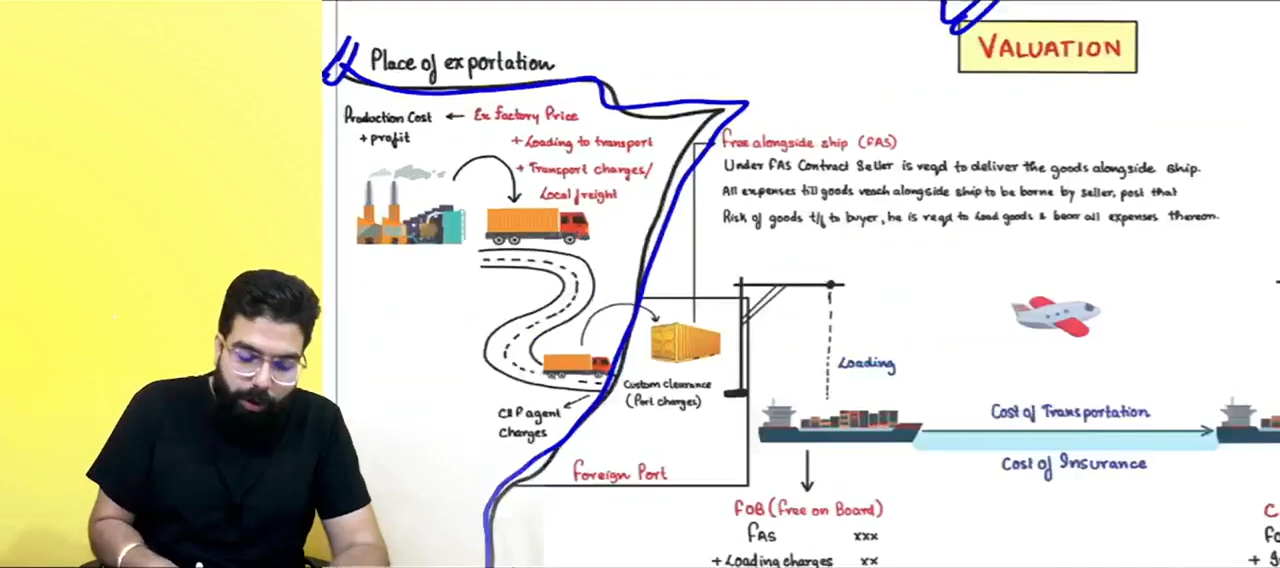 VALUATION
Place of exportation
Production Cost ← Ex factory Price
+ profit
+ Loading to transport
+ Transport charges/
Local freight
free alongside ship (FAS)
Under FAS Contract Seller is reqd to deliver the goods alongside ship.
All expenses till goods reach alongside ship to be borne by seller, post that
Risk of goods t/f to buyer, he is reqd to load goods & bear all expenses thereon.
Loading
Custom clearance
(Port charges)
Charges
Foreign Port
Cost of Transportation
Cost of Insurance
FOB (free on Board)
FAS xxx
+ Loading charges xx
C
+